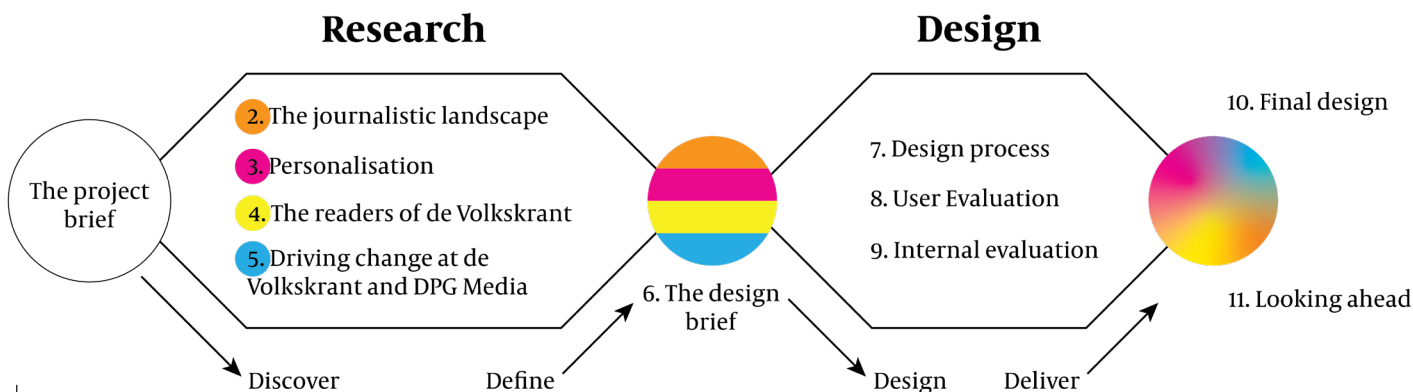 Research
Design
The project
brief
2. The journalistic landscape
3. Personalisation
4. The readers of de Volkskrant
5. Driving change at de
Volkskrant and DPG Media
6. The design
brief
7. Design process
8. User Evaluation
9. Internal evaluation
10. Final design
11. Looking ahead
Discover
Define
Design
Deliver